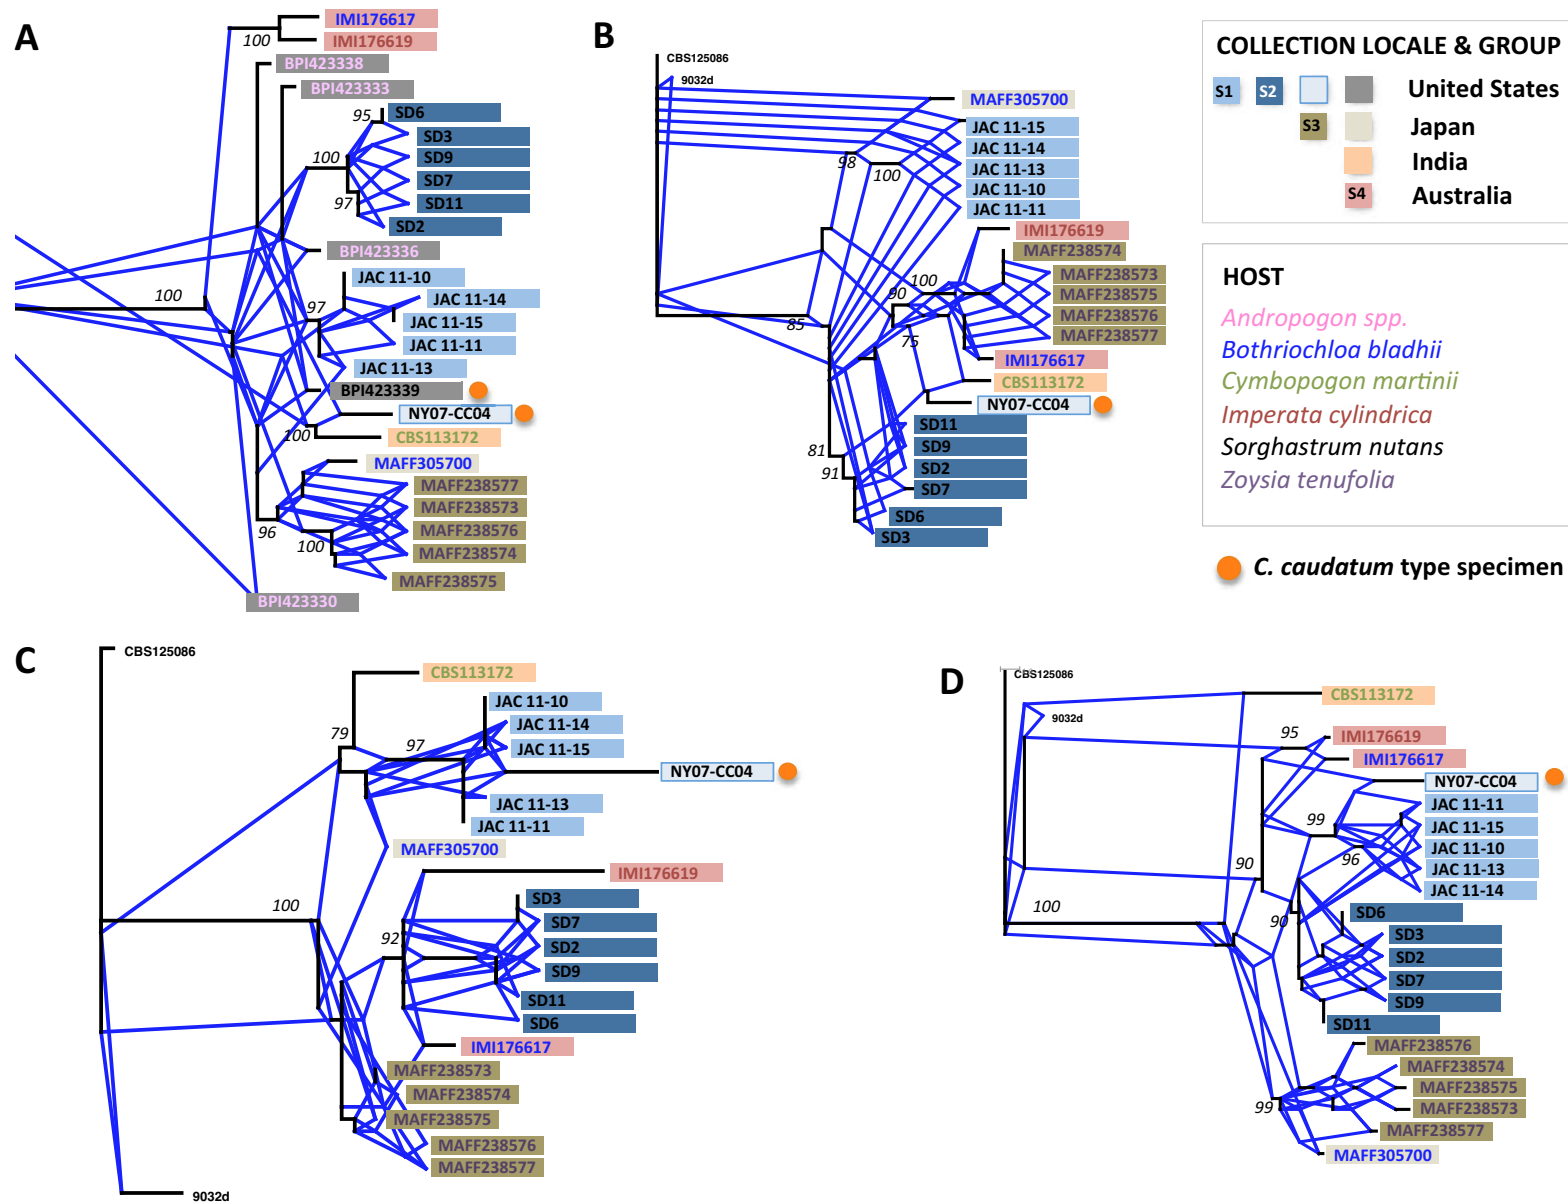 A
IMI176617
100
IMI176619
BPI423338
BPI423333
95
SD6
SD3
100
SD9
SD7
97
SD11
SD2
BPI423336
JAC 11-10
100
JAC 11-14
97
JAC 11-15
JAC 11-11
JAC 11-13
BPI423339
NY07-CC04
100
CBS113172
MAFF305700
MAFF238577
MAFF238573
96
MAFF238576
100
MAFF238574
MAFF238575
BPI423330
B
CBS125086
9032d
MAFF305700
JAC 11-15
JAC 11-14
98
100
JAC 11-13
JAC 11-10
JAC 11-11
IMI176619
MAFF238574
MAFF238573
100
90
MAFF238575
85
MAFF238576
75
MAFF238577
IMI176617
CBS113172
NY07-CC04
SD11
81
SD9
91
SD2
SD7
SD6
SD3
COLLECTION LOCALE & GROUP
S1 S2 United States
S3 Japan
India
S4 Australia
HOST
Andropogon spp.
Bothriochloa bladhii
Cymbopogon martinii
Imperata cylindrica
Sorghastrum nutans
Zoysia tenufolia
C. caudatum type specimen
C
CBS125086
CBS113172
JAC 11-10
79
JAC 11-14
97
JAC 11-15
NY07-CC04
JAC 11-13
JAC 11-11
MAFF305700
IMI176619
100
SD3
SD7
92
SD2
SD9
SD11
SD6
IMI176617
MAFF238573
MAFF238574
MAFF238575
MAFF238576
MAFF238577
9032d
D
CBS125086
CBS113172
9032d
95
IMI176619
IMI176617
NY07-CC04
JAC 11-11
99
JAC 11-15
JAC 11-10
96
90
JAC 11-13
JAC 11-14
100
90
SD6
SD3
SD2
SD7
SD9
SD11
MAFF238576
MAFF238574
MAFF238575
99
MAFF238573
MAFF238577
MAFF305700